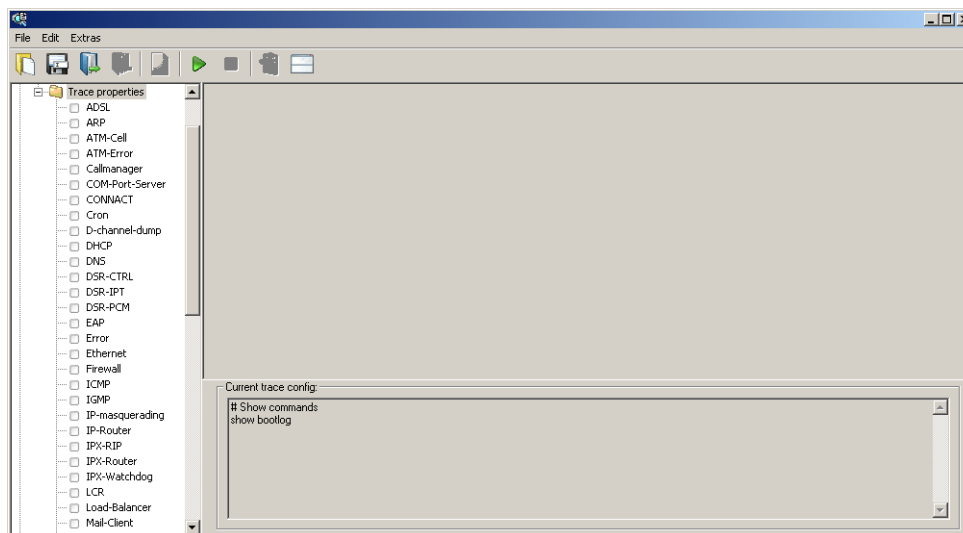 File Edit Extras
Trace properties
ADSL
ARP
ATM-Cell
ATM-Error
Callmanager
COM-Port-Server
CONNACT
Cron
D-channel-dump
DHCP
DNS
DSR-CTRL
DSR-IPT
DSR-PCM
EAP
Error
Ethernet
Firewall
ICMP
IGMP
IP-masquerading
IP-Router
IPX-RIP
IPX-Router
IPX-Watchdog
LCR
Load-Balancer
Mail-Client
Current trace config:
# Show commands
show bootlog